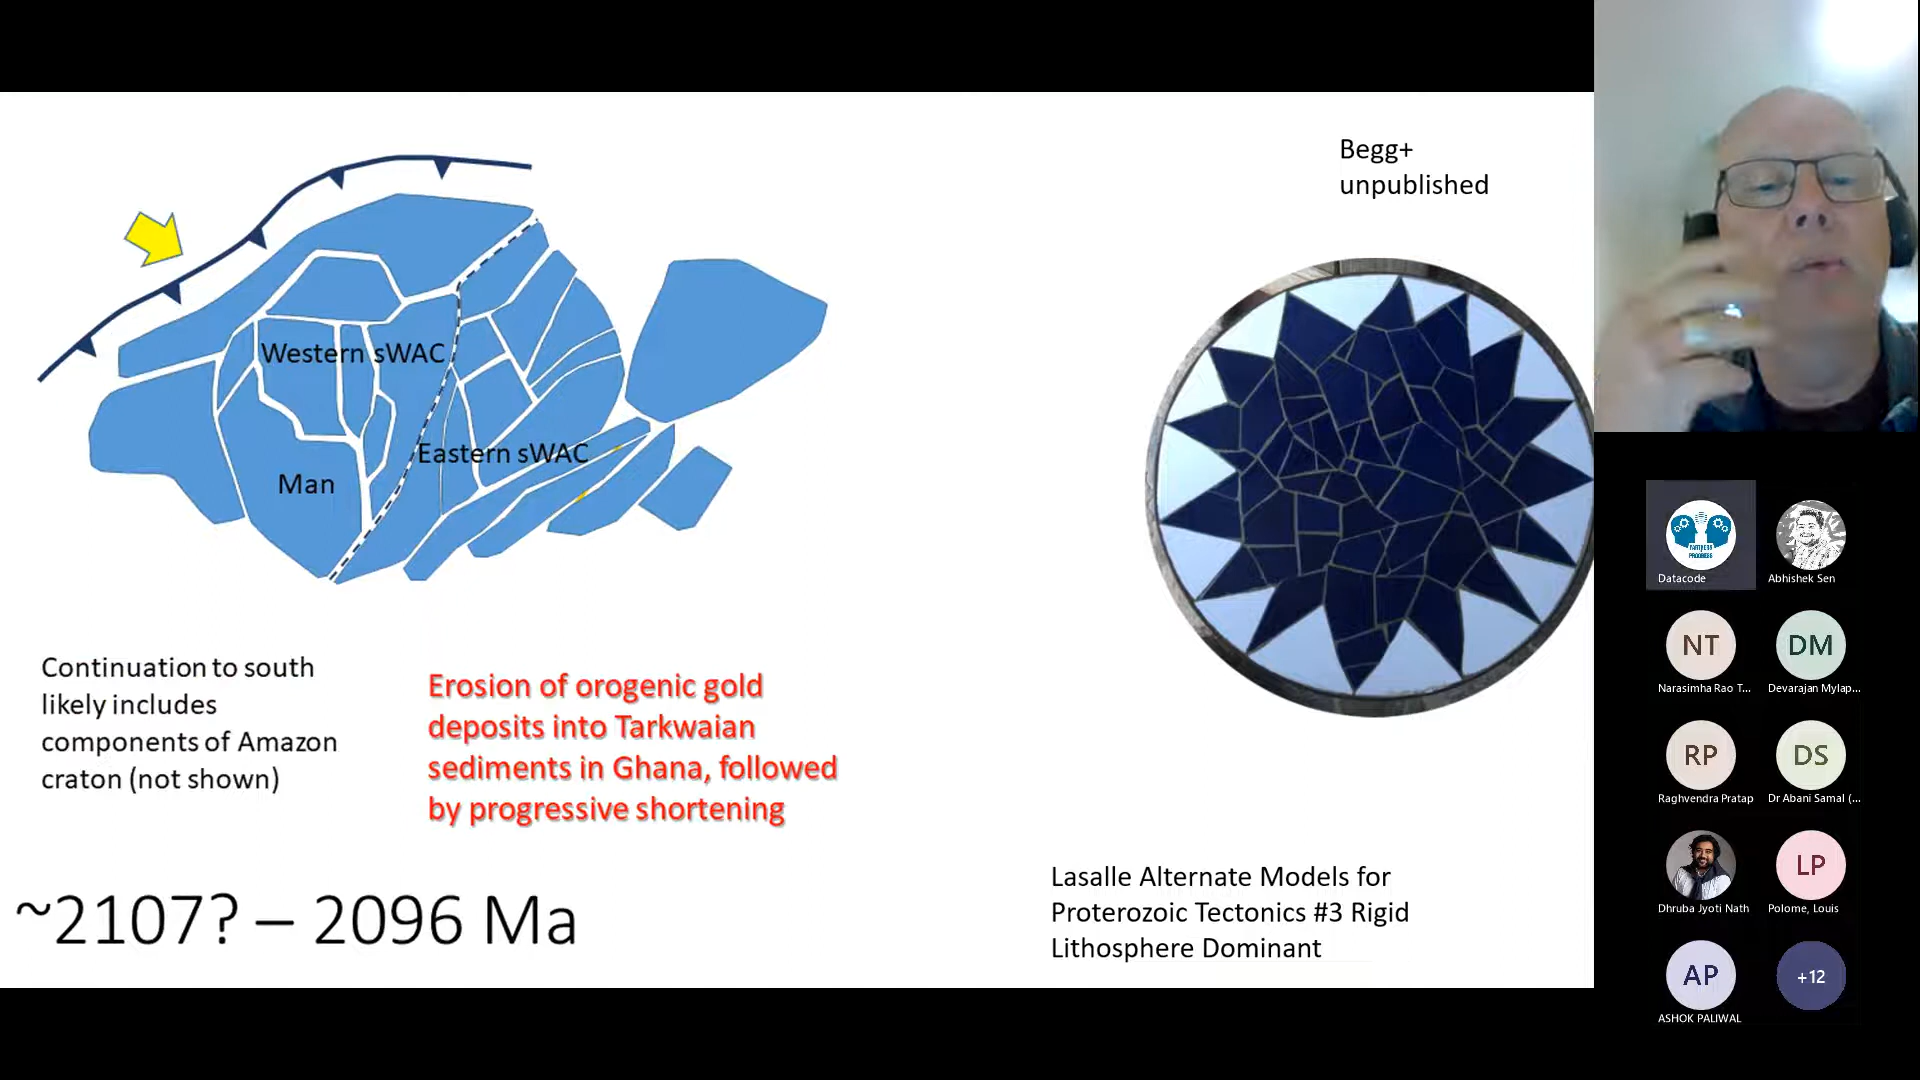 Begg+
unpublished
Western sWAC
Eastern sWAC
Man
Continuation to south
likely includes
components of Amazon
craton (not shown)
Erosion of orogenic gold
deposits into Tarkwaian
sediments in Ghana, followed
by progressive shortening
~2107? – 2096 Ma
Lasalle Alternate Models for
Proterozoic Tectonics #3 Rigid
Lithosphere Dominant
Datacode
Abhishek Sen
NT
Narasimha Rao T...
DM
Devarajan Mylap...
RP
Raghvendra Pratap
DS
Dr Abani Samal (...
Dhruba Jyoti Nath
LP
Polome, Louis
AP
ASHOK PALIWAL
+12